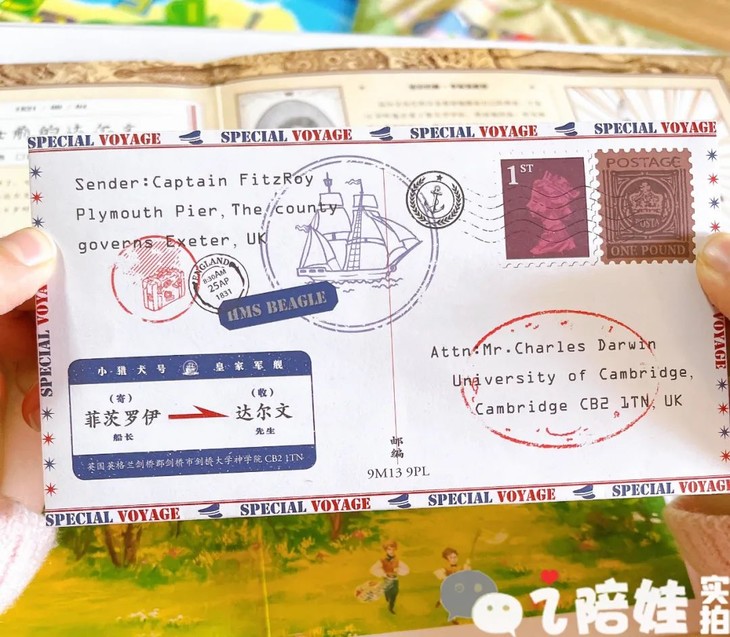 SPECIAL VOYAGE SPECIAL VOYAGE SPECIAL VOYAGE SPECIAL VOYAGE
Sender:Captain FitzRoy
Plymouth Pier, The county
governs Exeter, UK
ENGLAND
8:30AM
25AP
1831
HMS BEAGLE
1ST
POSTAGE
POSTA
ONE POUND
Attn:Mr.Charles Darwin
University of Cambridge,
Cambridge CB2 1TN, UK
小猎犬号 皇家军舰
(寄) (收)
菲茨罗伊 达尔文
船长 先生
英国英格兰剑桥郡剑桥市剑桥大学神学院 CB2 1TN
邮编
9M13 9PL
SPECIAL VOYAGE
SPECIAL VOYAGE SPECIAL VOYAGE SPECIAL VOYAGE SPECIAL VOYAGE
陪娃
实拍